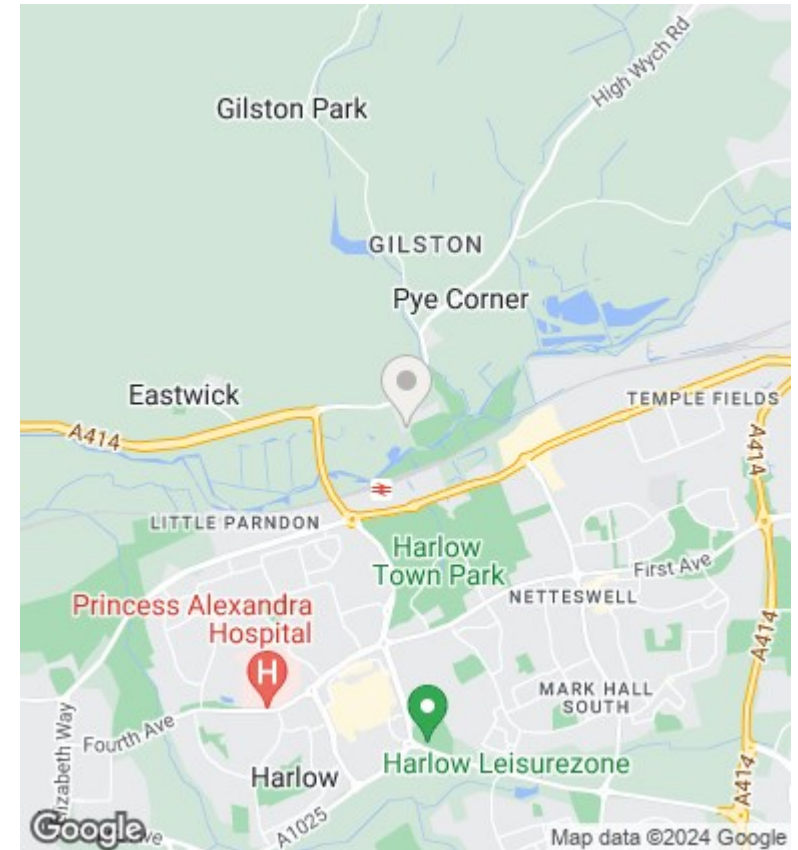 High Wych Rd
Gilston Park
GILSTON
Pye Corner
Eastwick
A414
TEMPLE FIELDS
A414
LITTLE PARNDON
Harlow
Town Park
First Ave
NETTESWELL
Princess Alexandra
Hospital
H
A414
MARK HALL
SOUTH
Fourth Ave
Harlow Leisurezone
Harlow
A414
A1025
Google
Map data ©2024 Google